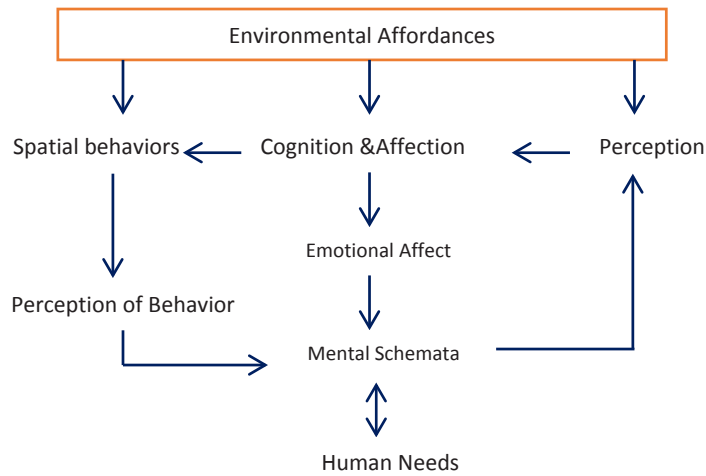 Environmental Affordances
Spatial behaviors
Cognition &Affection
Perception
Emotional Affect
Perception of Behavior
Mental Schemata
Human Needs